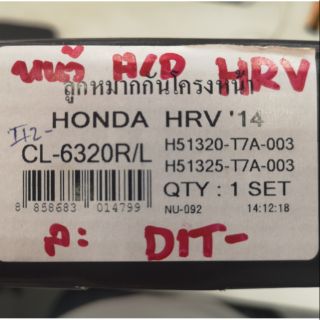 หน้า H/D HRV
ลูกหมากกันโครงหน้า
HONDA HRV '14
CL-6320R/L
H51320-T7A-003
H51325-T7A-003
QTY : 1 SET
8 858683 014799
NU-092 14:12:18
ละ DIT-